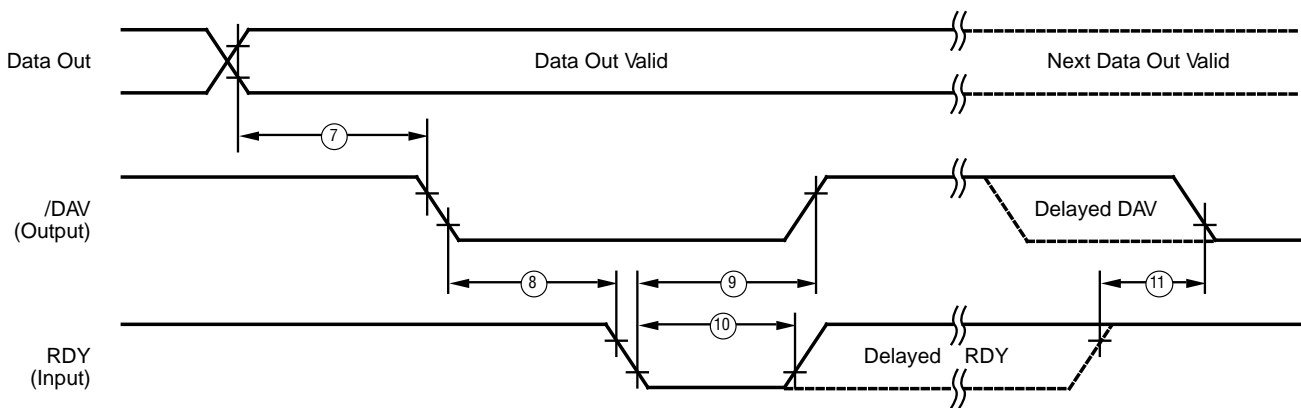 Data Out
Data Out Valid
Next Data Out Valid
7
/DAV
(Output)
Delayed DAV
8
9
11
10
RDY
(Input)
Delayed RDY